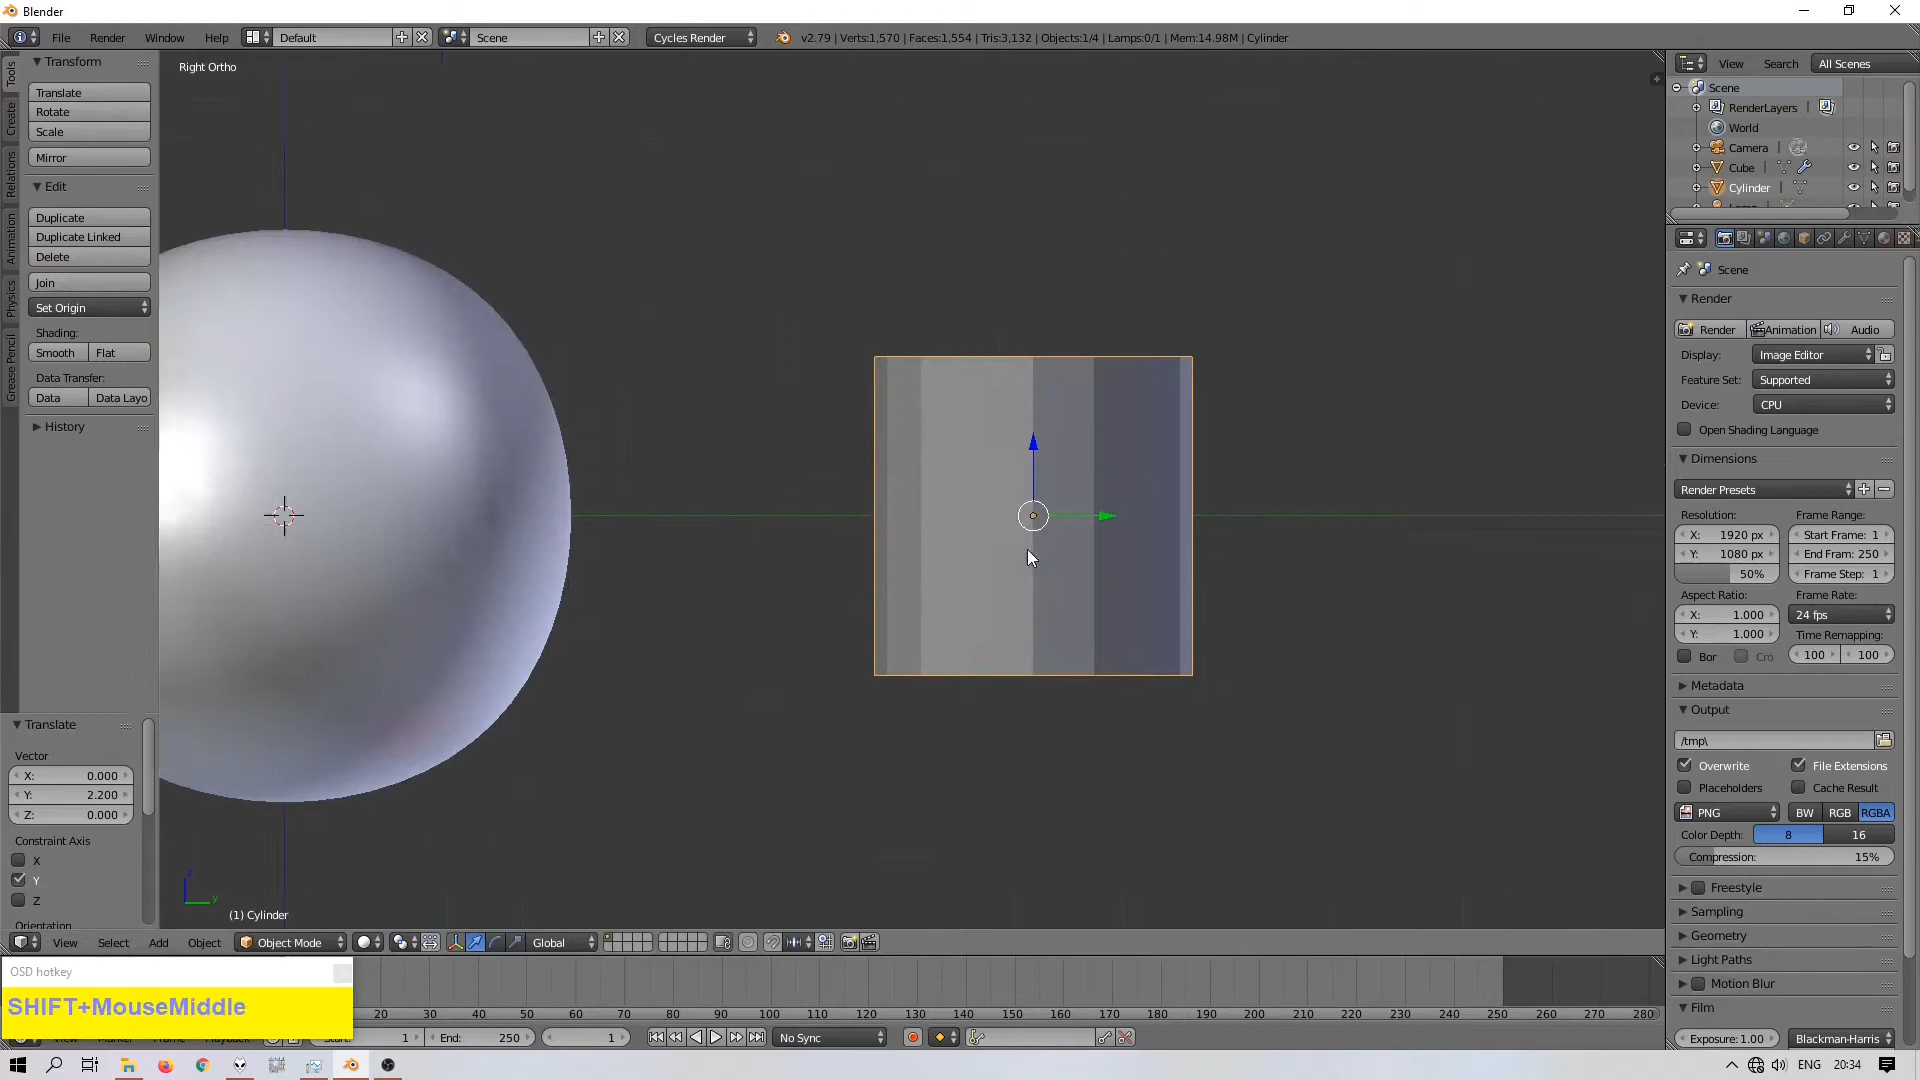 Blender
File Render Window Help Default Scene Cycles Render v2.79 | Verts:1,570 | Faces:1,554 | Tris:3,132 | Objects:1/4 | Lamps:0/1 | Mem:14.98M | Cylinder
Tools
Create
Relations
Animation
Physics
Grease Pencil
Transform
Translate
Rotate
Scale
Mirror
Edit
Duplicate
Duplicate Linked
Delete
Join
Set Origin
Shading:
Smooth Flat
Data Transfer:
Data Data Layo
History
Translate
Vector
X: 0.000
Y: 2.200
Z: 0.000
Constraint Axis
X
Y
Z
Orientation
Right Ortho
z
y
(1) Cylinder
View Select Add Object Object Mode Global
OSD hotkey
SHIFT+MouseMiddle
20 30 40 50 60 70 80 90 100 110 120 130 140 150 160 170 180 190 200 210 220 230 240 250 260 270 280
Start: 1 End: 250 1 No Sync
View Search All Scenes
Scene
RenderLayers
World
Camera
Cube
Cylinder
Scene
Render
Render Animation Audio
Display: Image Editor
Feature Set: Supported
Device: CPU
Open Shading Language
Dimensions
Render Presets
Resolution: Frame Range:
X: 1920 px Start Frame: 1
Y: 1080 px End Fram: 250
50% Frame Step: 1
Aspect Ratio: Frame Rate:
X: 1.000 24 fps
Y: 1.000 Time Remapping:
Bor Cro 100 100
Metadata
Output
/tmp\
Overwrite File Extensions
Placeholders Cache Result
PNG BW RGB RGBA
Color Depth: 8 16
Compression: 15%
Freestyle
Sampling
Geometry
Light Paths
Motion Blur
Film
Exposure: 1.00 Blackman-Harris
ENG 20:34